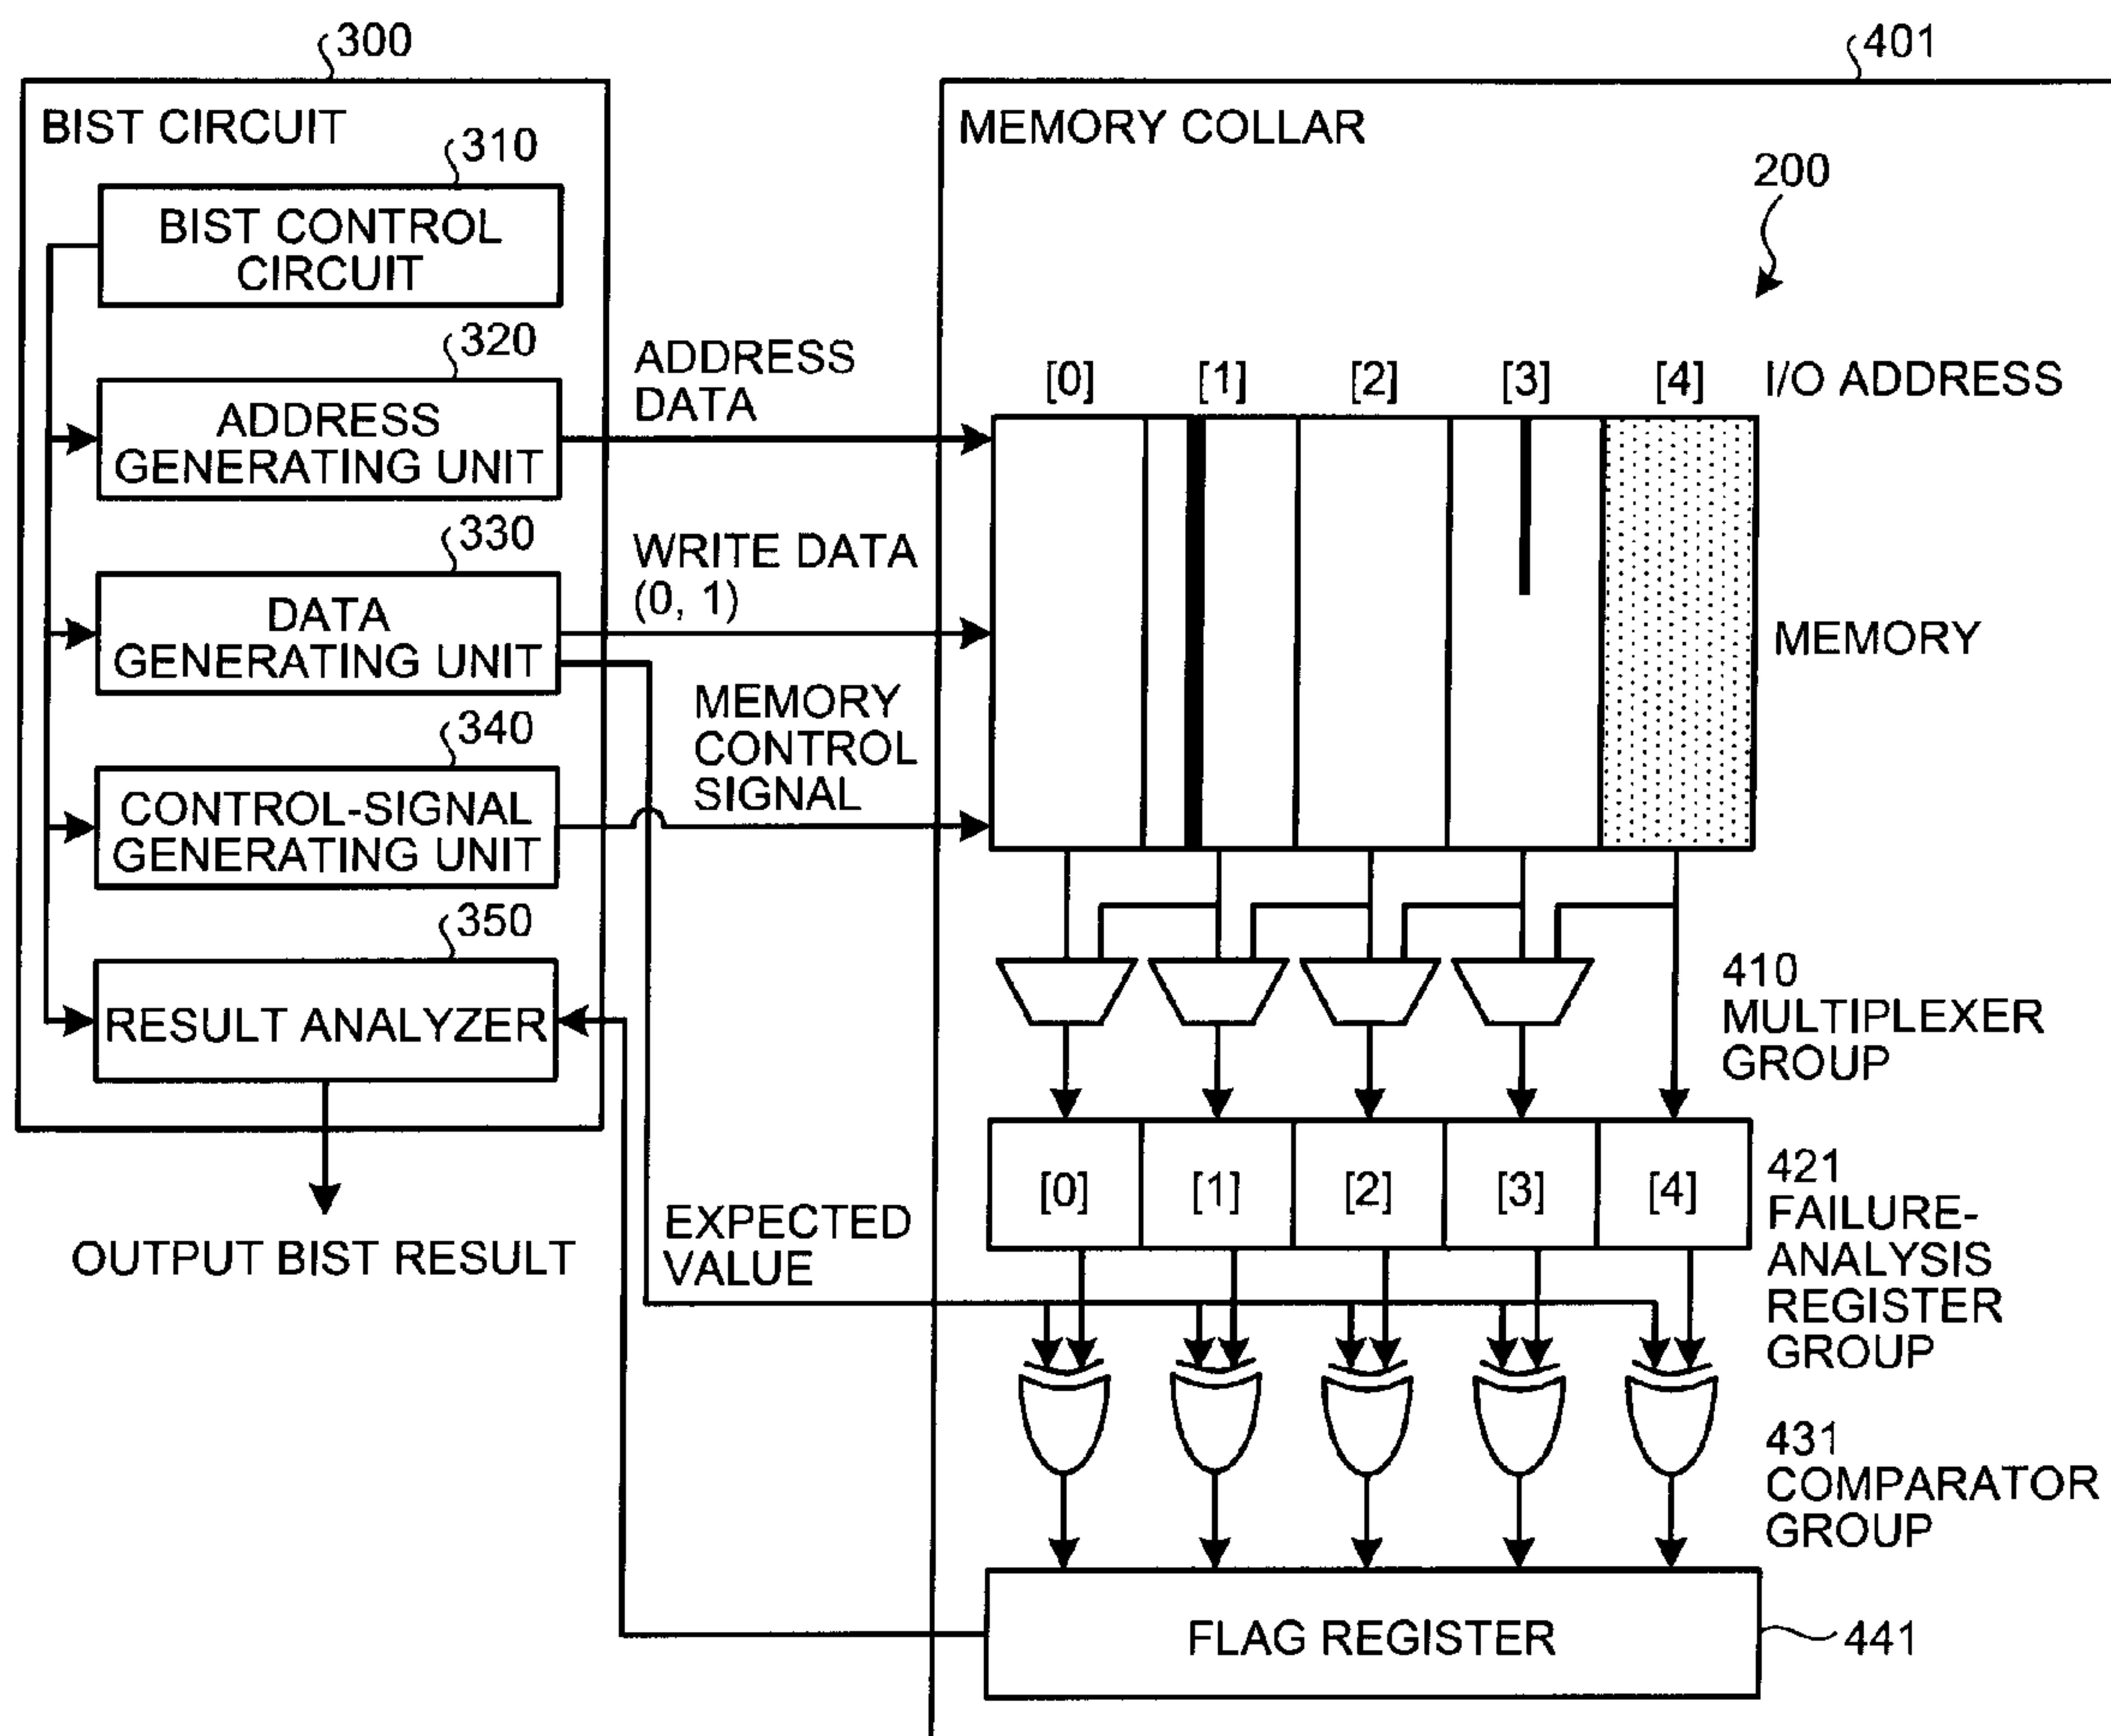 300
BIST CIRCUIT
310
BIST CONTROL
CIRCUIT
320
ADDRESS
GENERATING UNIT
330
DATA
GENERATING UNIT
340
CONTROL-SIGNAL
GENERATING UNIT
350
RESULT ANALYZER
OUTPUT BIST RESULT
ADDRESS
DATA
WRITE DATA
(0, 1)
MEMORY
CONTROL
SIGNAL
EXPECTED
VALUE
401
MEMORY COLLAR
200
[0] [1] [2] [3] [4] I/O ADDRESS
MEMORY
410
MULTIPLEXER
GROUP
[0] [1] [2] [3] [4]
421
FAILURE-
ANALYSIS
REGISTER
GROUP
431
COMPARATOR
GROUP
FLAG REGISTER
441